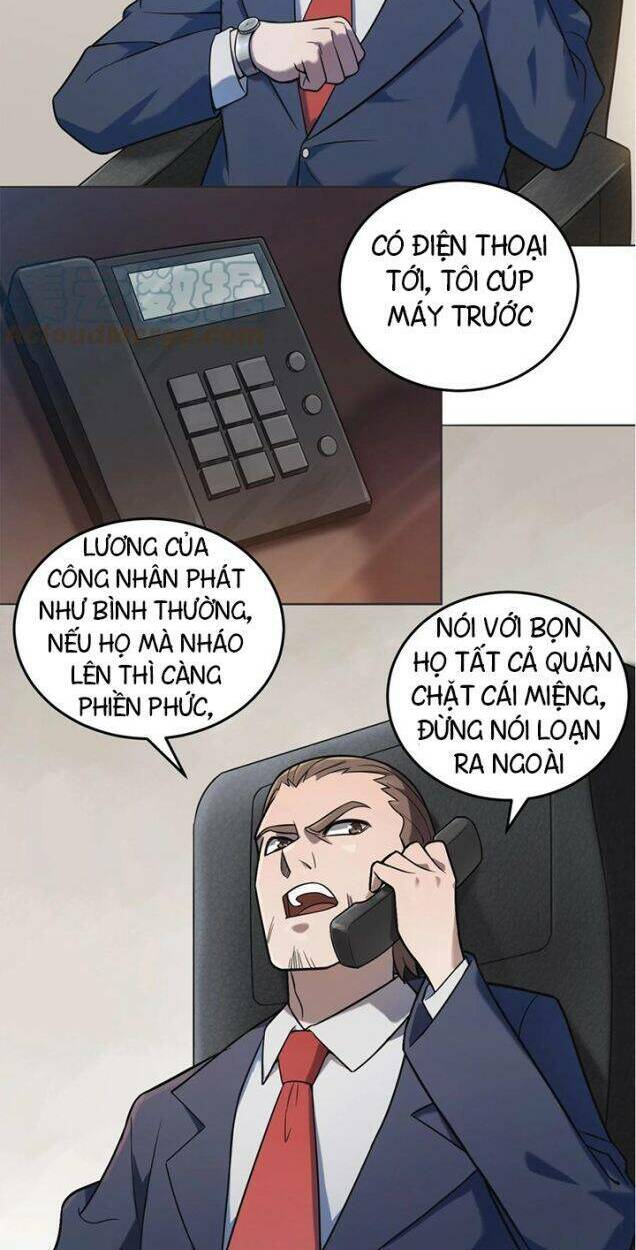 CÓ ĐIỆN THOẠI
TỚI, TÔI CÚP
MÁY TRƯỚC
acloudmerge.com
LƯƠNG CỦA
CÔNG NHÂN PHÁT
NHƯ BÌNH THƯỜNG,
NẾU HỌ MÀ NHÁO
LÊN THÌ CÀNG
PHIỀN PHỨC,
NÓI VỚI BỌN
HỌ TẤT CẢ QUẢN
CHẶT CÁI MIỆNG,
ĐỪNG NÓI LOẠN
RA NGOÀI